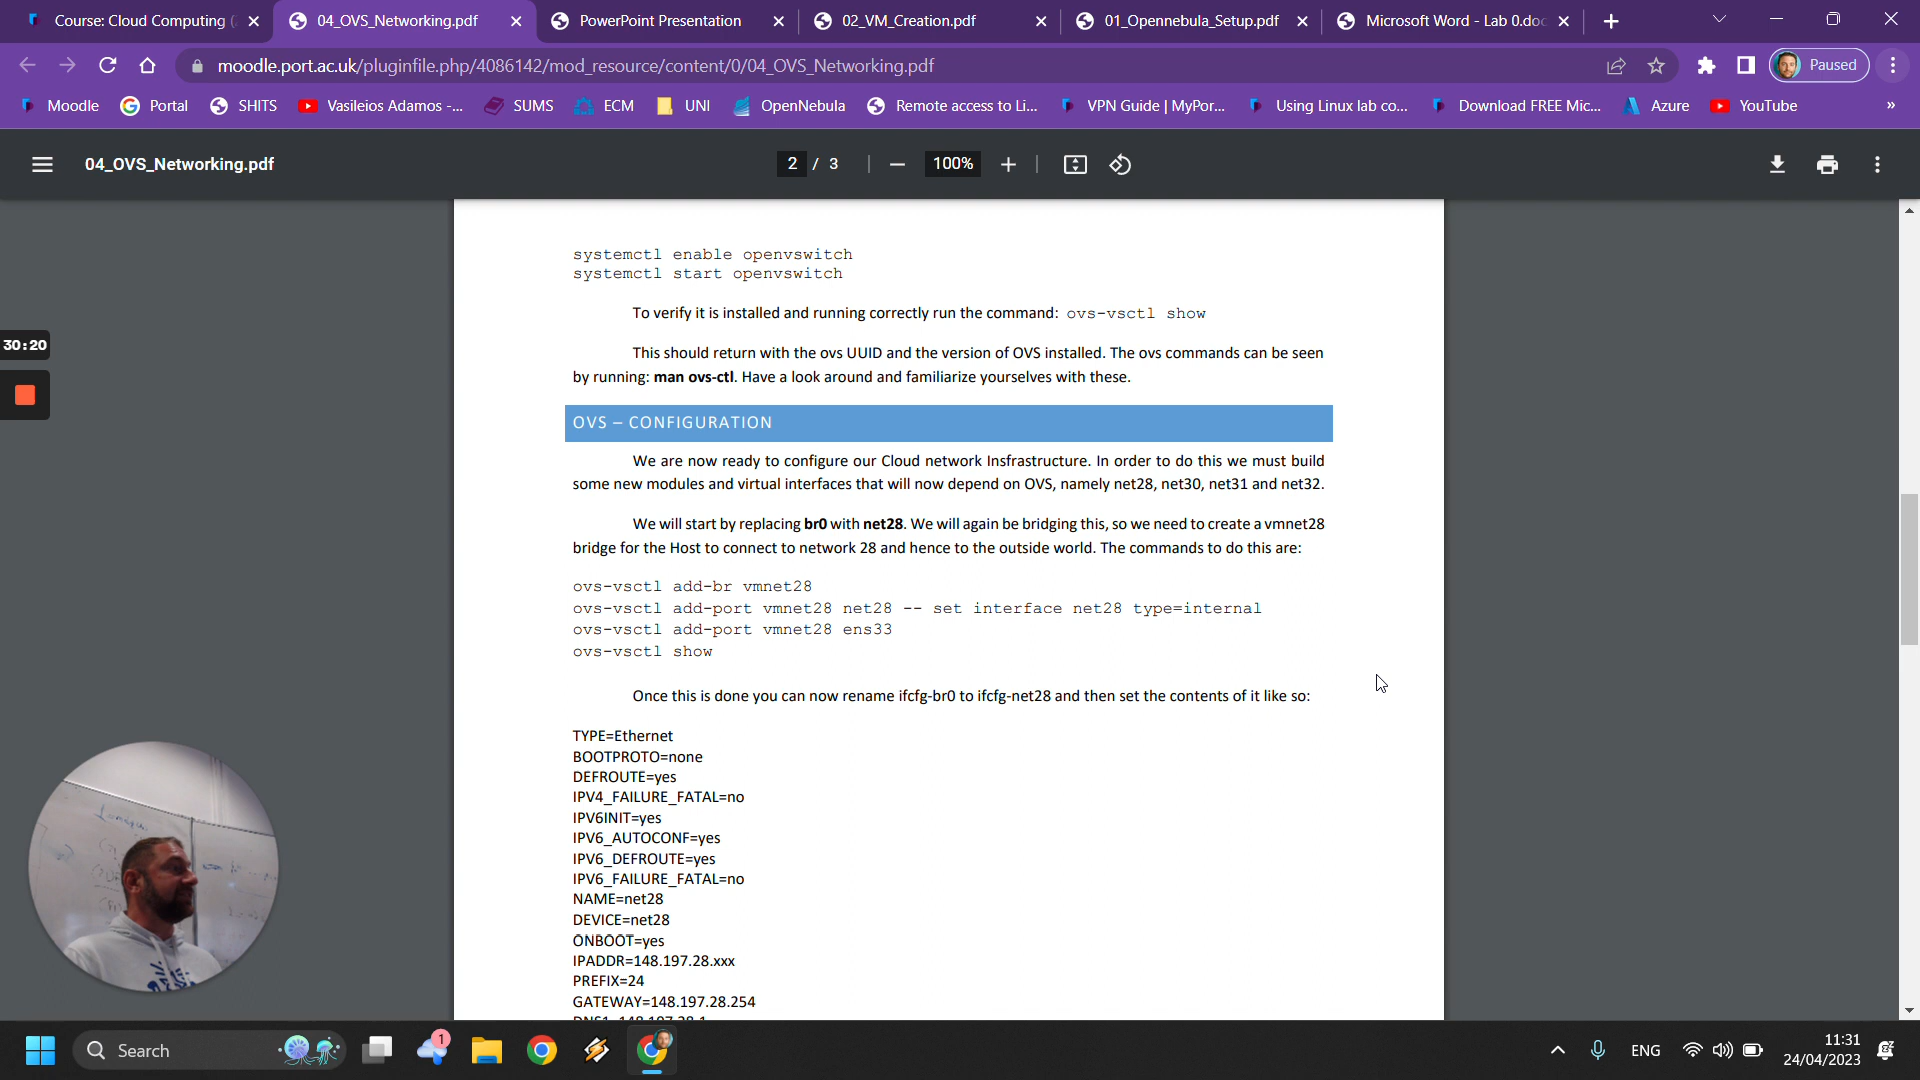 Course: Cloud Computing (
04_OVS_Networking.pdf
PowerPoint Presentation
02_VM_Creation.pdf
01_Opennebula_Setup.pdf
Microsoft Word - Lab 0.doc
moodle.port.ac.uk/pluginfile.php/4086142/mod_resource/content/0/04_OVS_Networking.pdf
Paused
Moodle
Portal
SHITS
Vasileios Adamos -...
SUMS
ECM
UNI
OpenNebula
Remote access to Li...
VPN Guide | MyPor...
Using Linux lab co...
Download FREE Mic...
Azure
YouTube
»
04_OVS_Networking.pdf
2 / 3
100%
systemctl enable openvswitch
systemctl start openvswitch
To verify it is installed and running correctly run the command: ovs-vsctl show
30:20
This should return with the ovs UUID and the version of OVS installed. The ovs commands can be seen
by running: man ovs-ctl. Have a look around and familiarize yourselves with these.
OVS – CONFIGURATION
We are now ready to configure our Cloud network Insfrastructure. In order to do this we must build
some new modules and virtual interfaces that will now depend on OVS, namely net28, net30, net31 and net32.
We will start by replacing br0 with net28. We will again be bridging this, so we need to create a vmnet28
bridge for the Host to connect to network 28 and hence to the outside world. The commands to do this are:
ovs-vsctl add-br vmnet28
ovs-vsctl add-port vmnet28 net28 -- set interface net28 type=internal
ovs-vsctl add-port vmnet28 ens33
ovs-vsctl show
Once this is done you can now rename ifcfg-br0 to ifcfg-net28 and then set the contents of it like so:
TYPE=Ethernet
BOOTPROTO=none
DEFROUTE=yes
IPV4_FAILURE_FATAL=no
IPV6INIT=yes
IPV6_AUTOCONF=yes
IPV6_DEFROUTE=yes
IPV6_FAILURE_FATAL=no
NAME=net28
DEVICE=net28
ONBOOT=yes
IPADDR=148.197.28.xxx
PREFIX=24
GATEWAY=148.197.28.254
DNS1=148.197.28.1
Search
1
ENG
11:31
24/04/2023